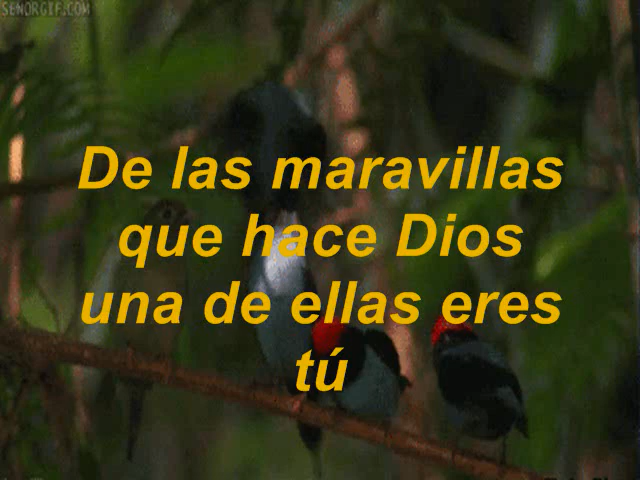 SENORGIF.COM
De las maravillas
que hace Dios
una de ellas eres
tú